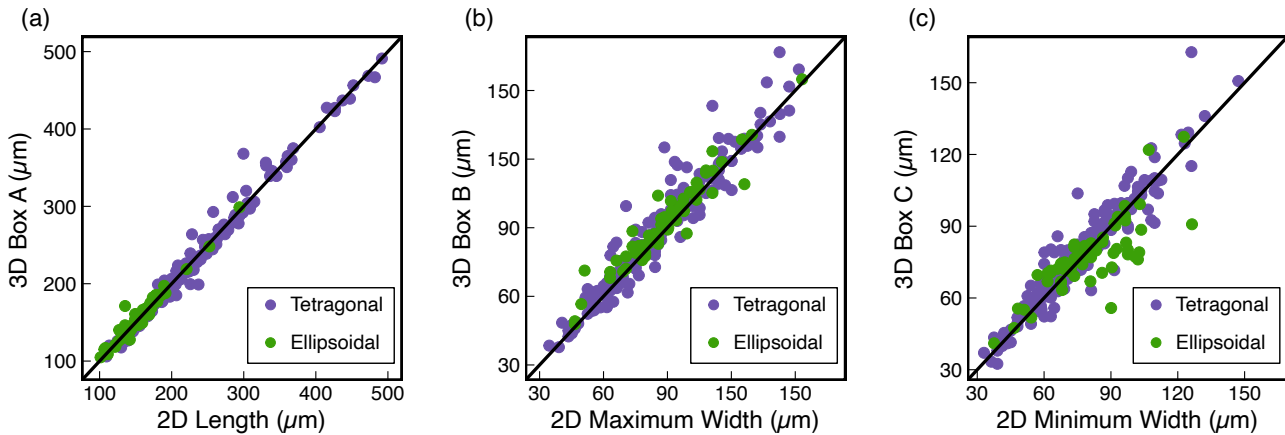 (a)
500
400
300
200
100
3D Box A (µm)
100 200 300 400 500
2D Length (µm)
Tetragonal
Ellipsoidal
(b)
150
120
90
60
30
3D Box B (µm)
30 60 90 150 150
2D Maximum Width (µm)
Tetragonal
Ellipsoidal
(c)
150
120
90
60
30
3D Box C (µm)
30 60 90 120 150
2D Minimum Width (µm)
Tetragonal
Ellipsoidal